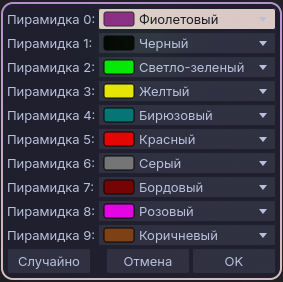 Пирамидка 0: Фиолетовый
Пирамидка 1: Черный
Пирамидка 2: Светло-зеленый
Пирамидка 3: Желтый
Пирамидка 4: Бирюзовый
Пирамидка 5: Красный
Пирамидка 6: Серый
Пирамидка 7: Бордовый
Пирамидка 8: Розовый
Пирамидка 9: Коричневый
Случайно Отмена OK